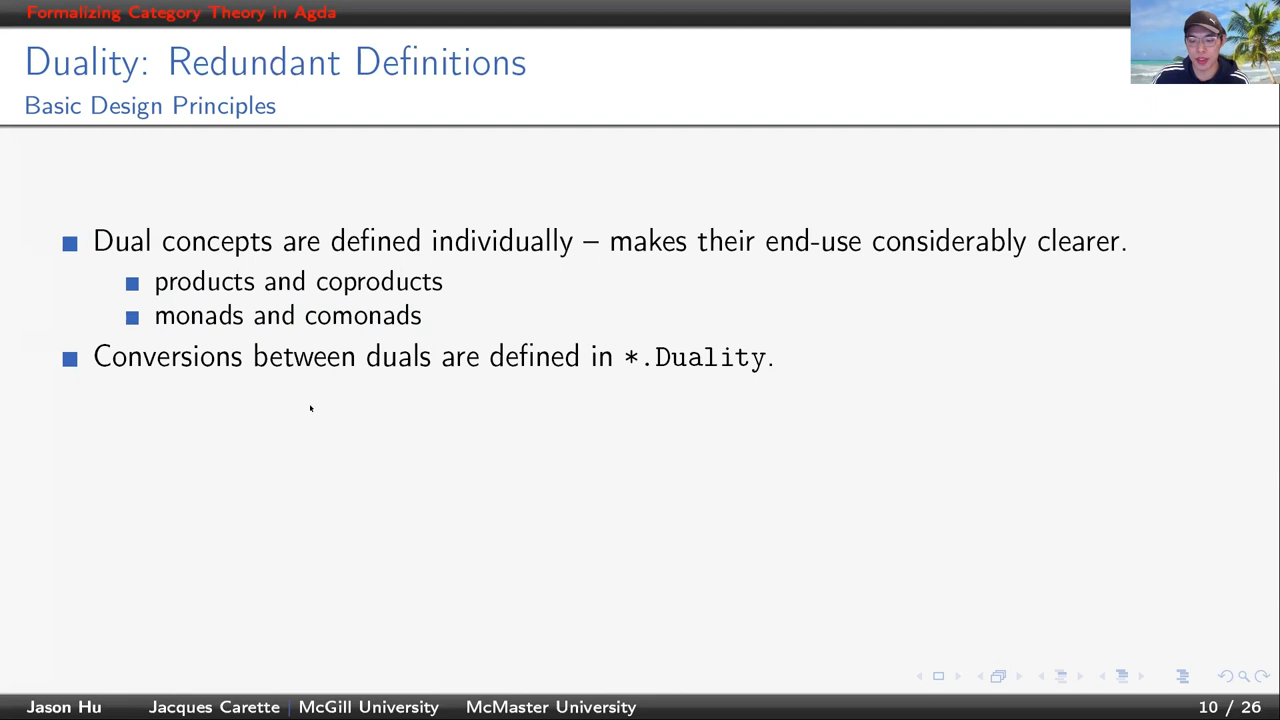 Formalizing Category Theory in Agda
Duality: Redundant Definitions
Basic Design Principles
Dual concepts are defined individually – makes their end-use considerably clearer.
products and coproducts
monads and comonads
Conversions between duals are defined in *.Duality.
Jason Hu Jacques Carette | McGill University McMaster University 10 / 26